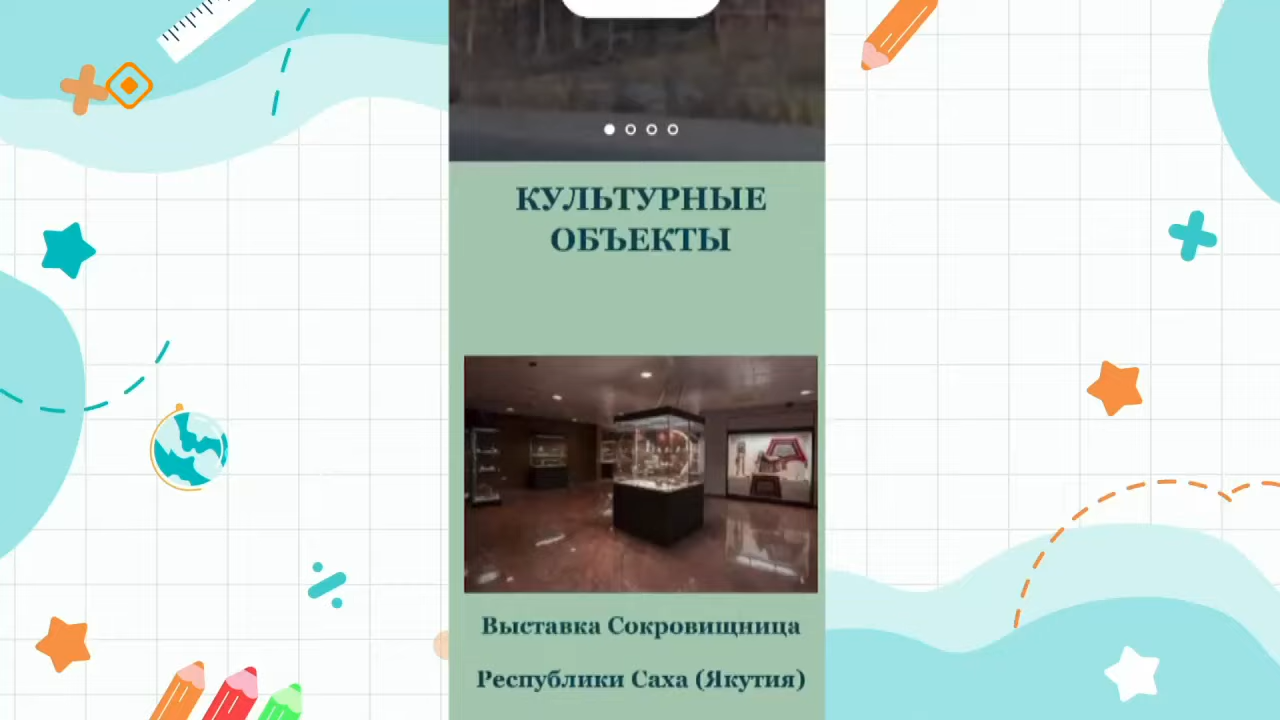 КУЛЬТУРНЫЕ
ОБЪЕКТЫ
Выставка Сокровищница
Республики Саха (Якутия)